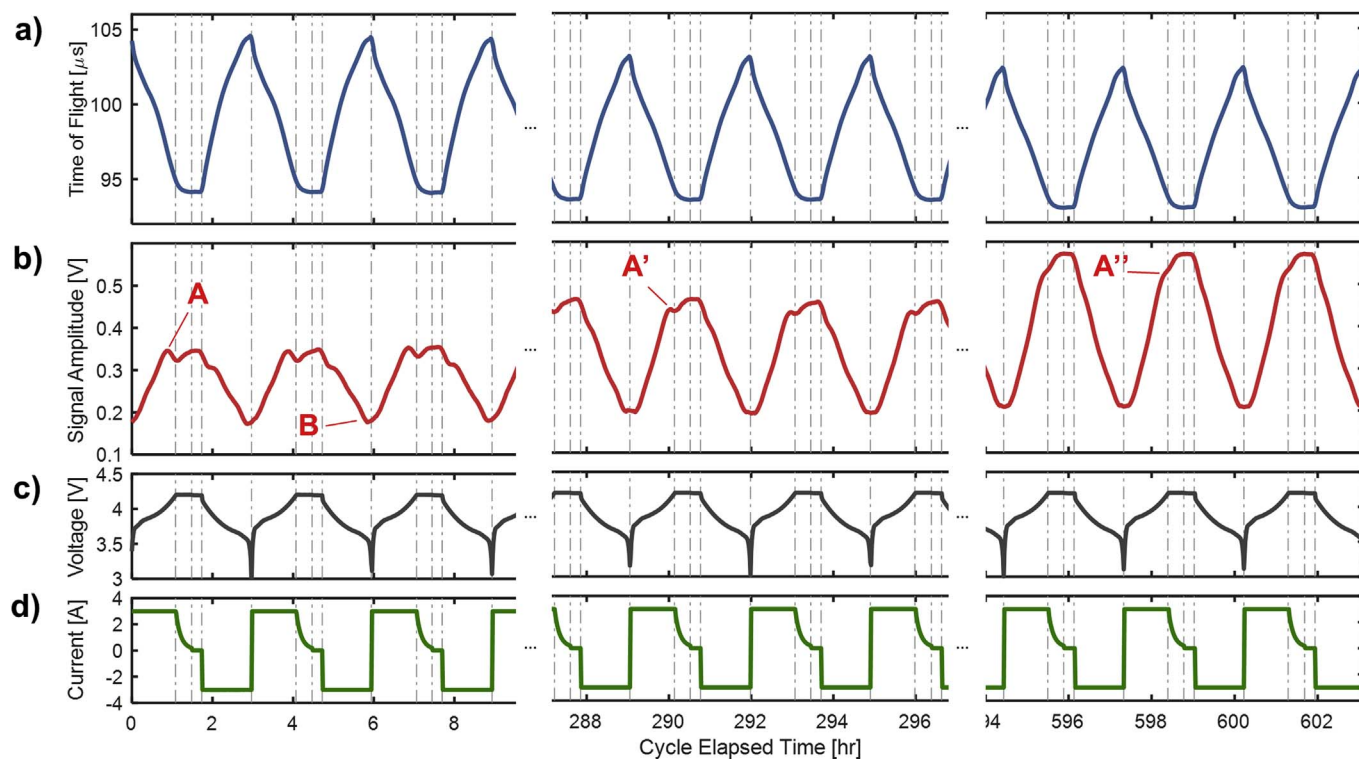 a)
Time of Flight [μs]
105
100
95
...
...
b)
Signal Amplitude [V]
0.5
0.4
0.3
0.2
0.1
A
B
A’
A’’
...
...
c)
Voltage [V]
4.5
4
3.5
3
...
...
d)
Current [A]
4
2
0
-2
-4
...
...
0 2 4 6 8 288 290 292 294 296 94 596 598 600 602
Cycle Elapsed Time [hr]